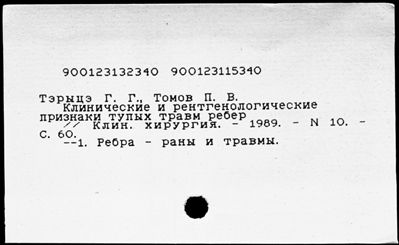 900123132340 900123115340
Тэрыцэ Г. Г., Томов П. В.
Клинические и рентгенологические
признаки тупых травм ребер
// Клин. хирургия. - 1989. - N 10. -
С. 60.
--1. Ребра - раны и травмы.